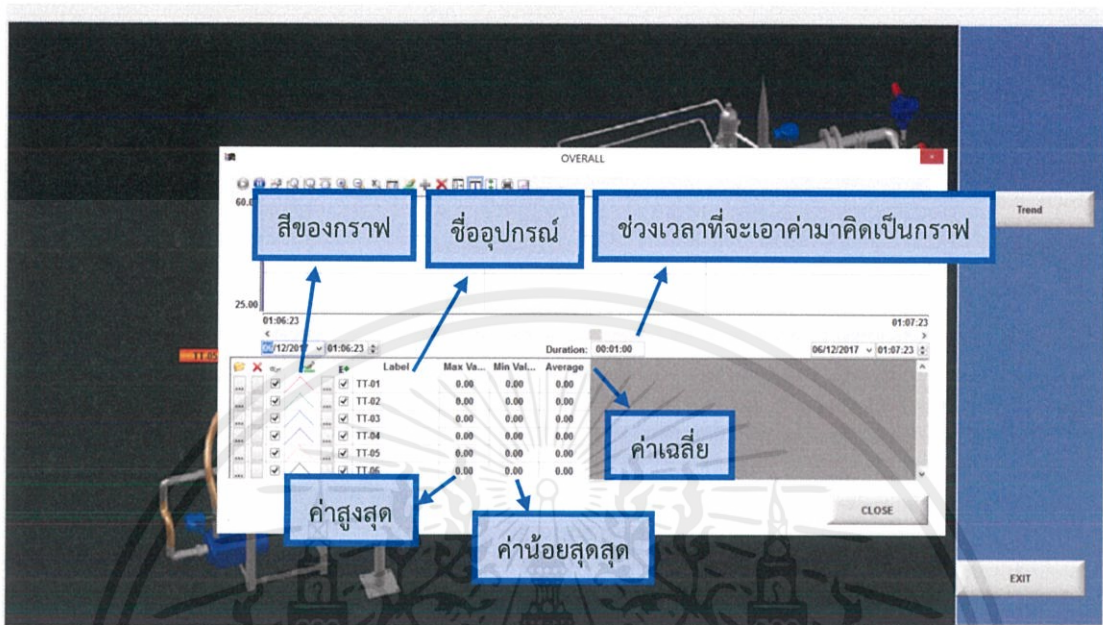 OVERALL
60.0
สีของกราฟ
ชื่ออุปกรณ์
ช่วงเวลาที่จะเอาค่ามาคิดเป็นกราฟ
Trend
25.00
01:06:23
01:07:23
06/12/2017 01:06:23
Duration: 00:01:00
06/12/2017 01:07:23
TT-05
Label Max Va... Min Val... Average
TT-01 0.00 0.00 0.00
TT-02 0.00 0.00 0.00
TT-03 0.00 0.00 0.00
TT-04 0.00 0.00 0.00
TT-05 0.00 0.00 0.00
TT-06 0.00 0.00 0.00
ค่าเฉลี่ย
ค่าสูงสุด
ค่าน้อยสุดสุด
CLOSE
EXIT